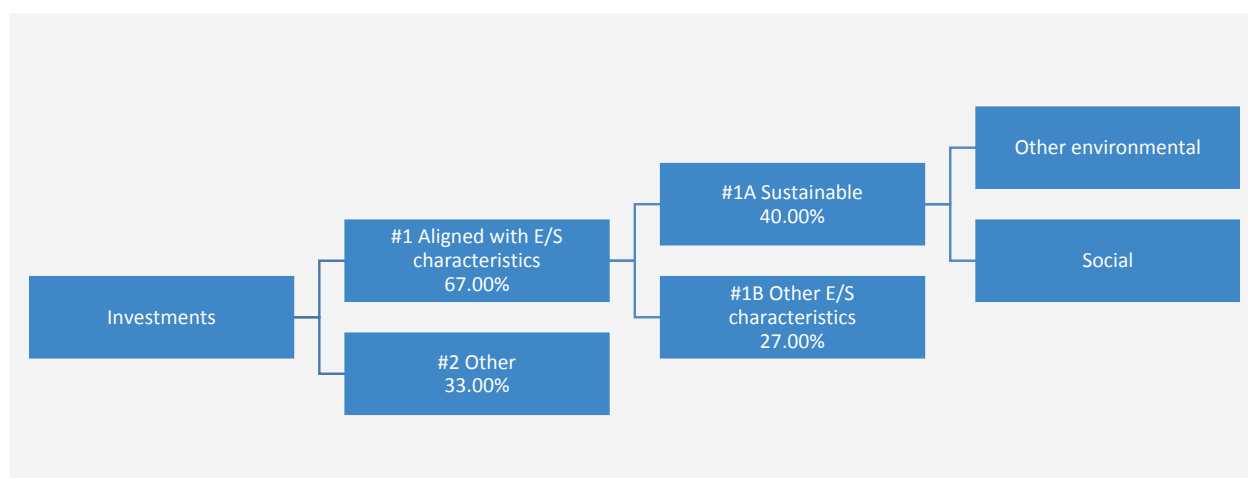 Investments
#1 Aligned with E/S
characteristics
67.00%
#2 Other
33.00%
#1A Sustainable
40.00%
#1B Other E/S
characteristics
27.00%
Other environmental
Social